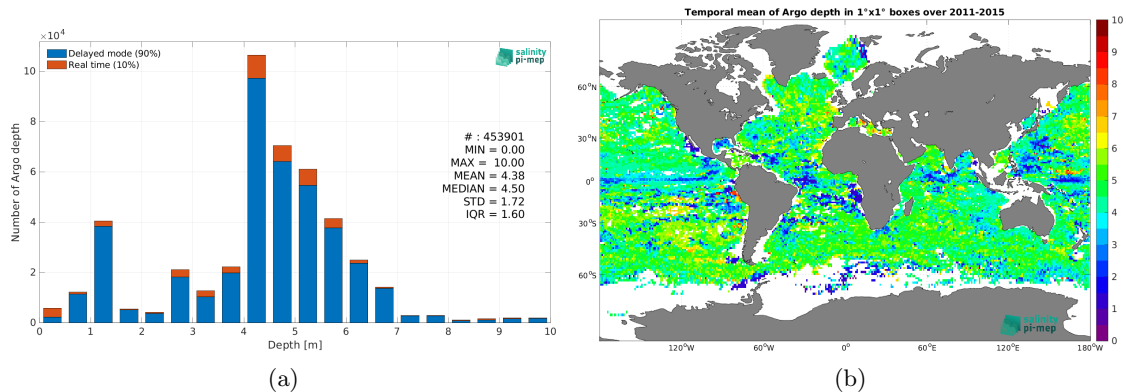 ×10⁴
Delayed mode (90%)
Real time (10%)
salinity
pi-mep
10
8
6
4
2
0
Number of Argo depth
# : 453901
MIN = 0.00
MAX = 10.00
MEAN = 4.38
MEDIAN = 4.50
STD = 1.72
IQR = 1.60
0 1 2 3 4 5 6 7 8 9 10
Depth [m]
(a)
Temporal mean of Argo depth in 1°x1° boxes over 2011-2015
60°N
30°N
0°
30°S
60°S
120°W 60°W 0° 60°E 120°E 180°W
salinity
pi-mep
10
9
8
7
6
5
4
3
2
1
0
(b)